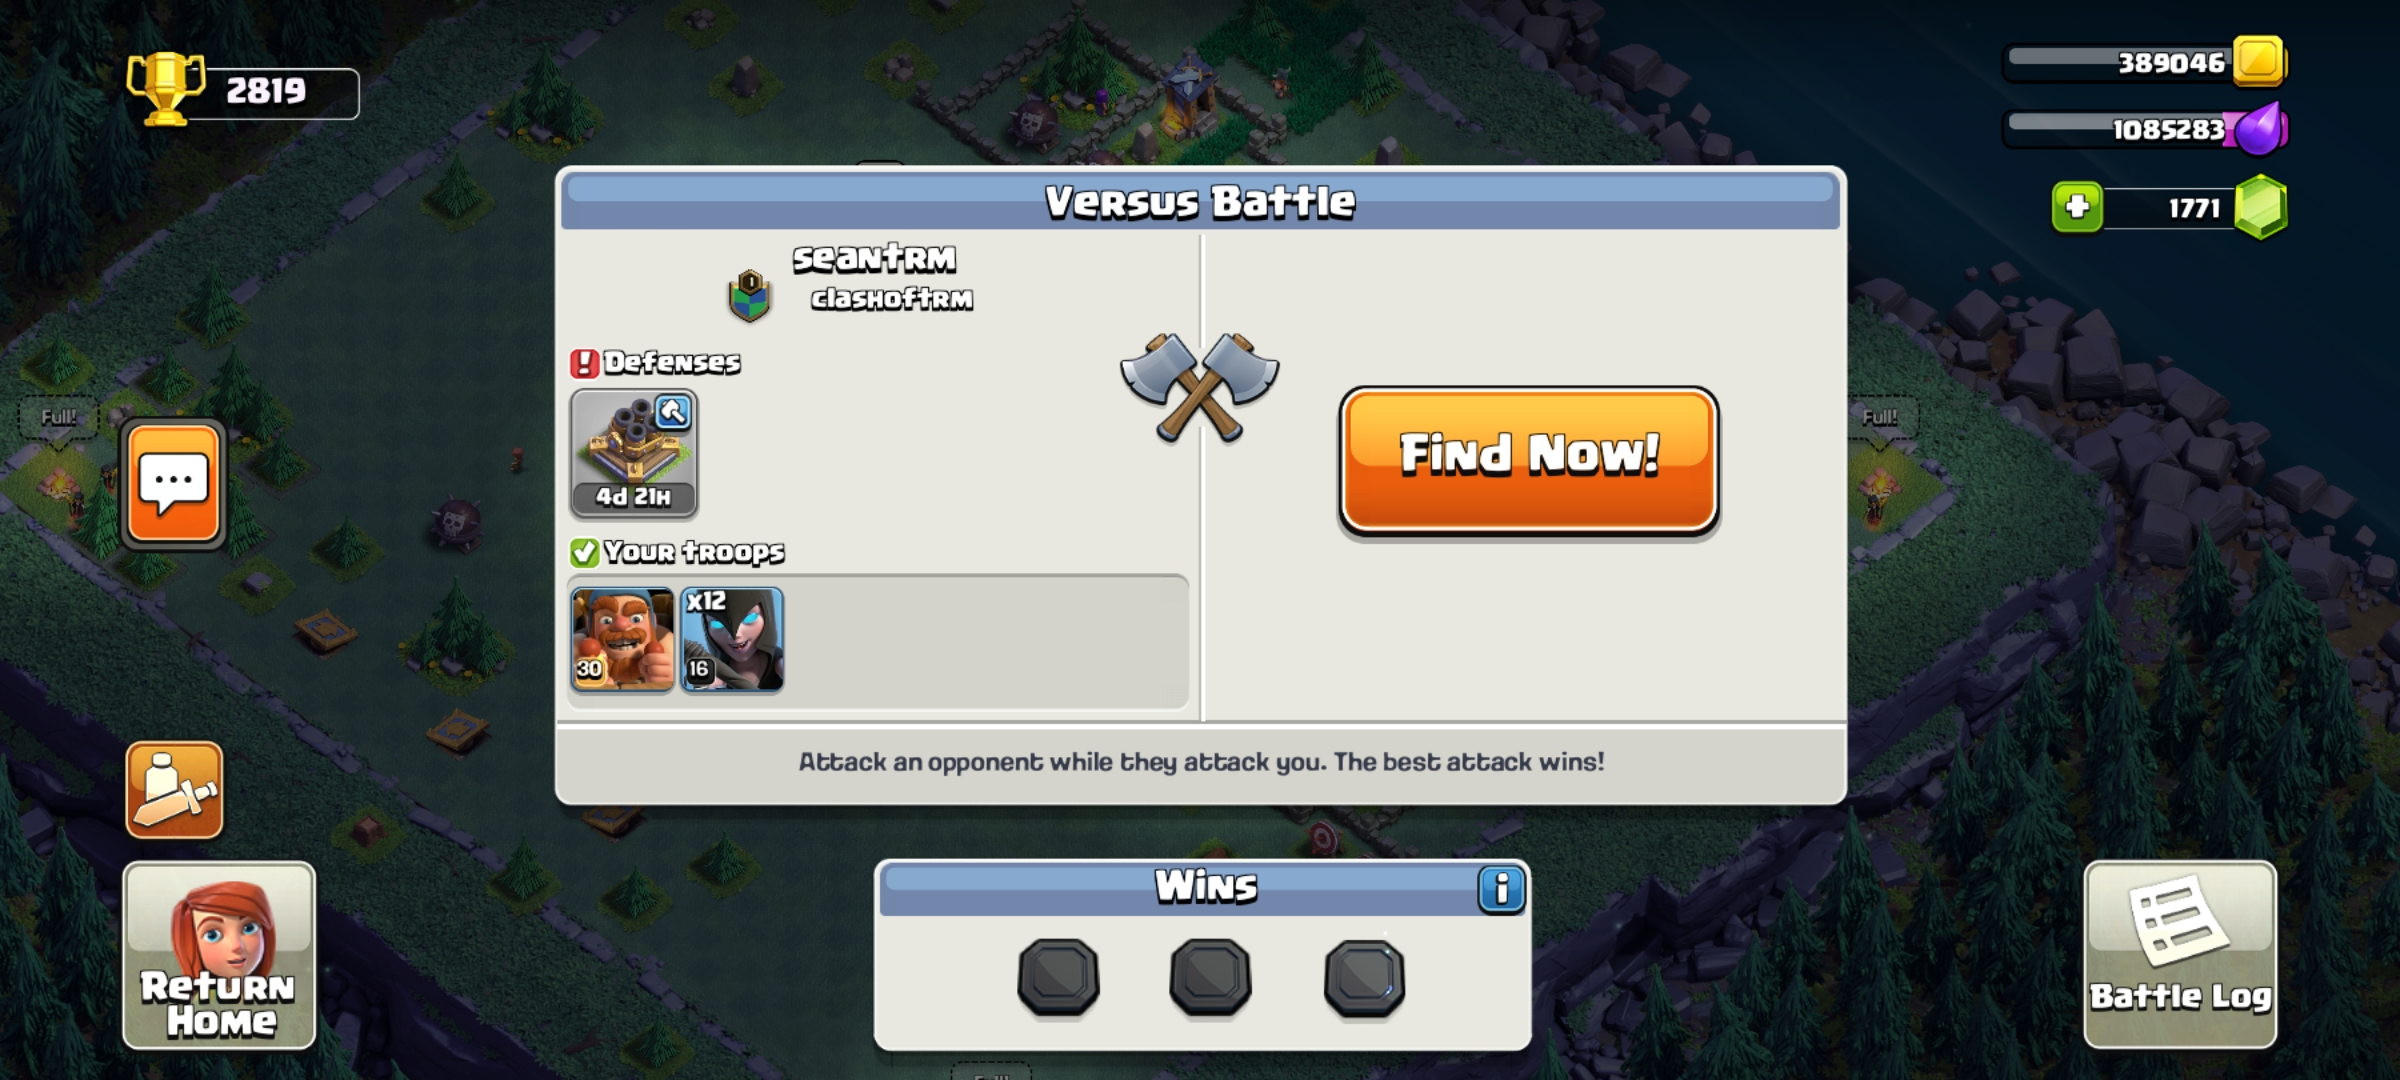 2819
389046
1085283
1771
Versus Battle
seantrm
clashoftrm
1
Defenses
4d 21H
Find Now!
Full!
Full!
Your troops
30
x12
16
Attack an opponent while they attack you. The best attack wins!
Wins
i
Return
Home
Battle Log